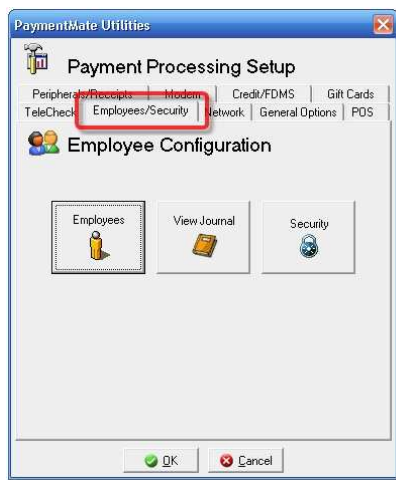 PaymentMate Utilities
Payment Processing Setup
Peripherals/Receipts Modem Credit/FDMS Gift Cards
TeleCheck Employees/Security Network General Options POS
Employee Configuration
Employees View Journal Security
OK Cancel